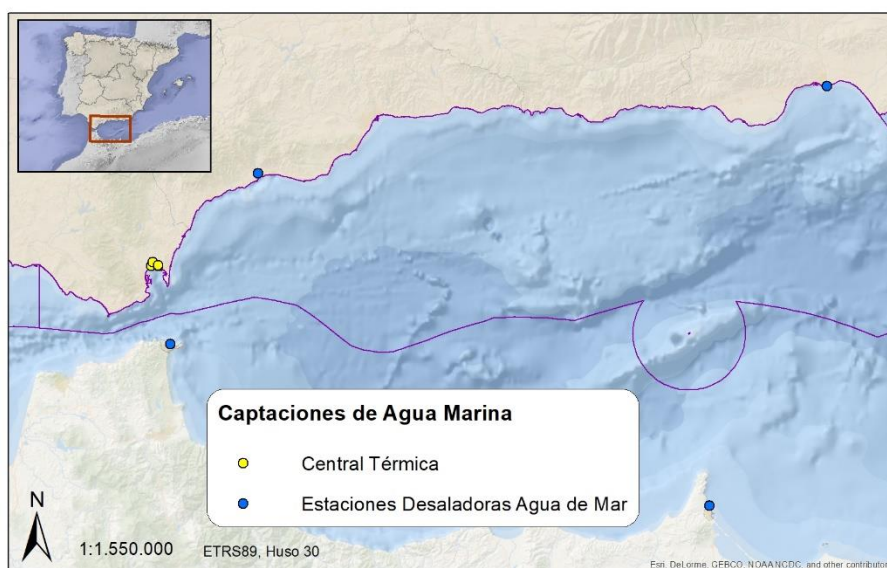 Captaciones de Agua Marina
Central Térmica
Estaciones Desaladoras Agua de Mar
N
1:1.550.000
ETRS89, Huso 30
Esri, DeLorme, GEBCO, NOAA NGDC, and other contributor